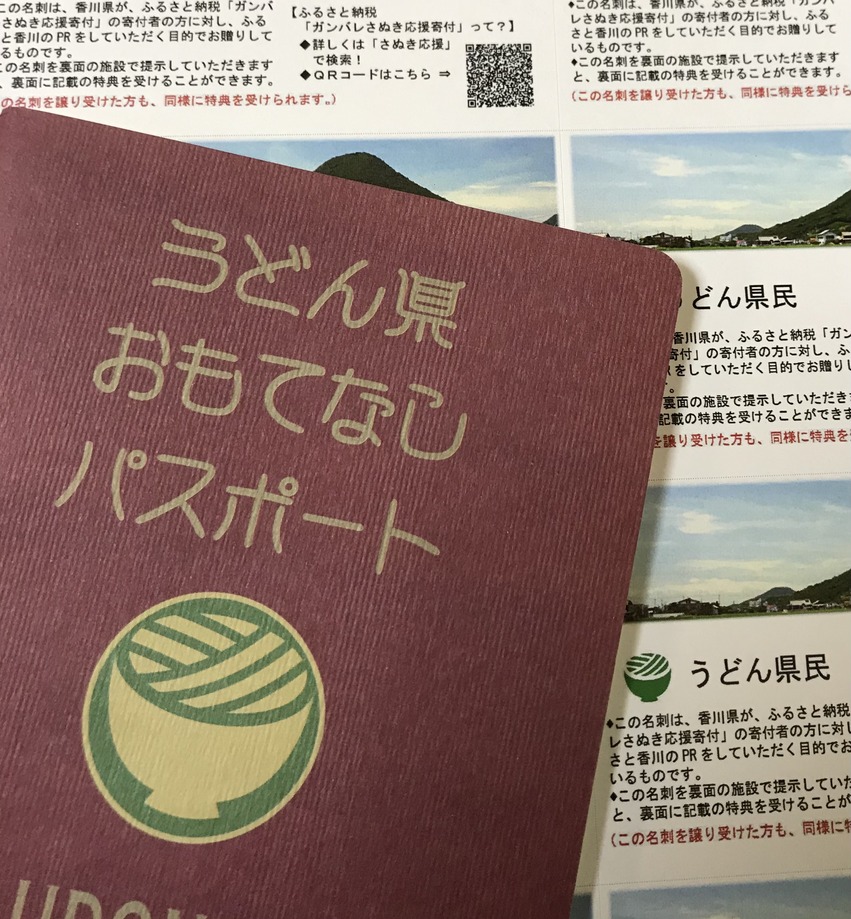 この名刺は、香川県が、ふるさと納税「ガンバ
レさぬき応援寄付」の寄付者の方に対し、ふる
さと香川のPRをしていただく目的でお贈りして
いるものです。
この名刺を裏面の施設で提示していただきます
と、裏面に記載の特典を受けることができます。
の名刺を譲り受けた方も、同様に特典を受けられます。）
【ふるさと納税
「ガンバレさぬき応援寄付」って？】
◆詳しくは「さぬき応援」
で検索！
◆QRコードはこちら ⇒
◆この名刺は、香川県が、ふるさと納税「ガン
レさぬき応援寄付」の寄付者の方に対し、ふる
さと香川のPRをしていただく目的でお贈りして
いるものです。
◆この名刺を裏面の施設で提示していただきます
と、裏面に記載の特典を受けることができます。
（この名刺を譲り受けた方も、同様に特典を受けら
うどん県
おもてなし
パスポート
UDON
どん県民
香川県が、ふるさと納税「ガン
寄付」の寄付者の方に対し、ふ
をしていただく目的でお贈りし
。
裏面の施設で提示していただき
記載の特典を受けることができま
を譲り受けた方も、同様に特典を
うどん県民
◆この名刺は、香川県が、ふるさと納税
レさぬき応援寄付」の寄付者の方に対し
さと香川のPRをしていただく目的でお
いるものです。
◆この名刺を裏面の施設で提示していた
と、裏面に記載の特典を受けることが
（この名刺を譲り受けた方も、同様に特